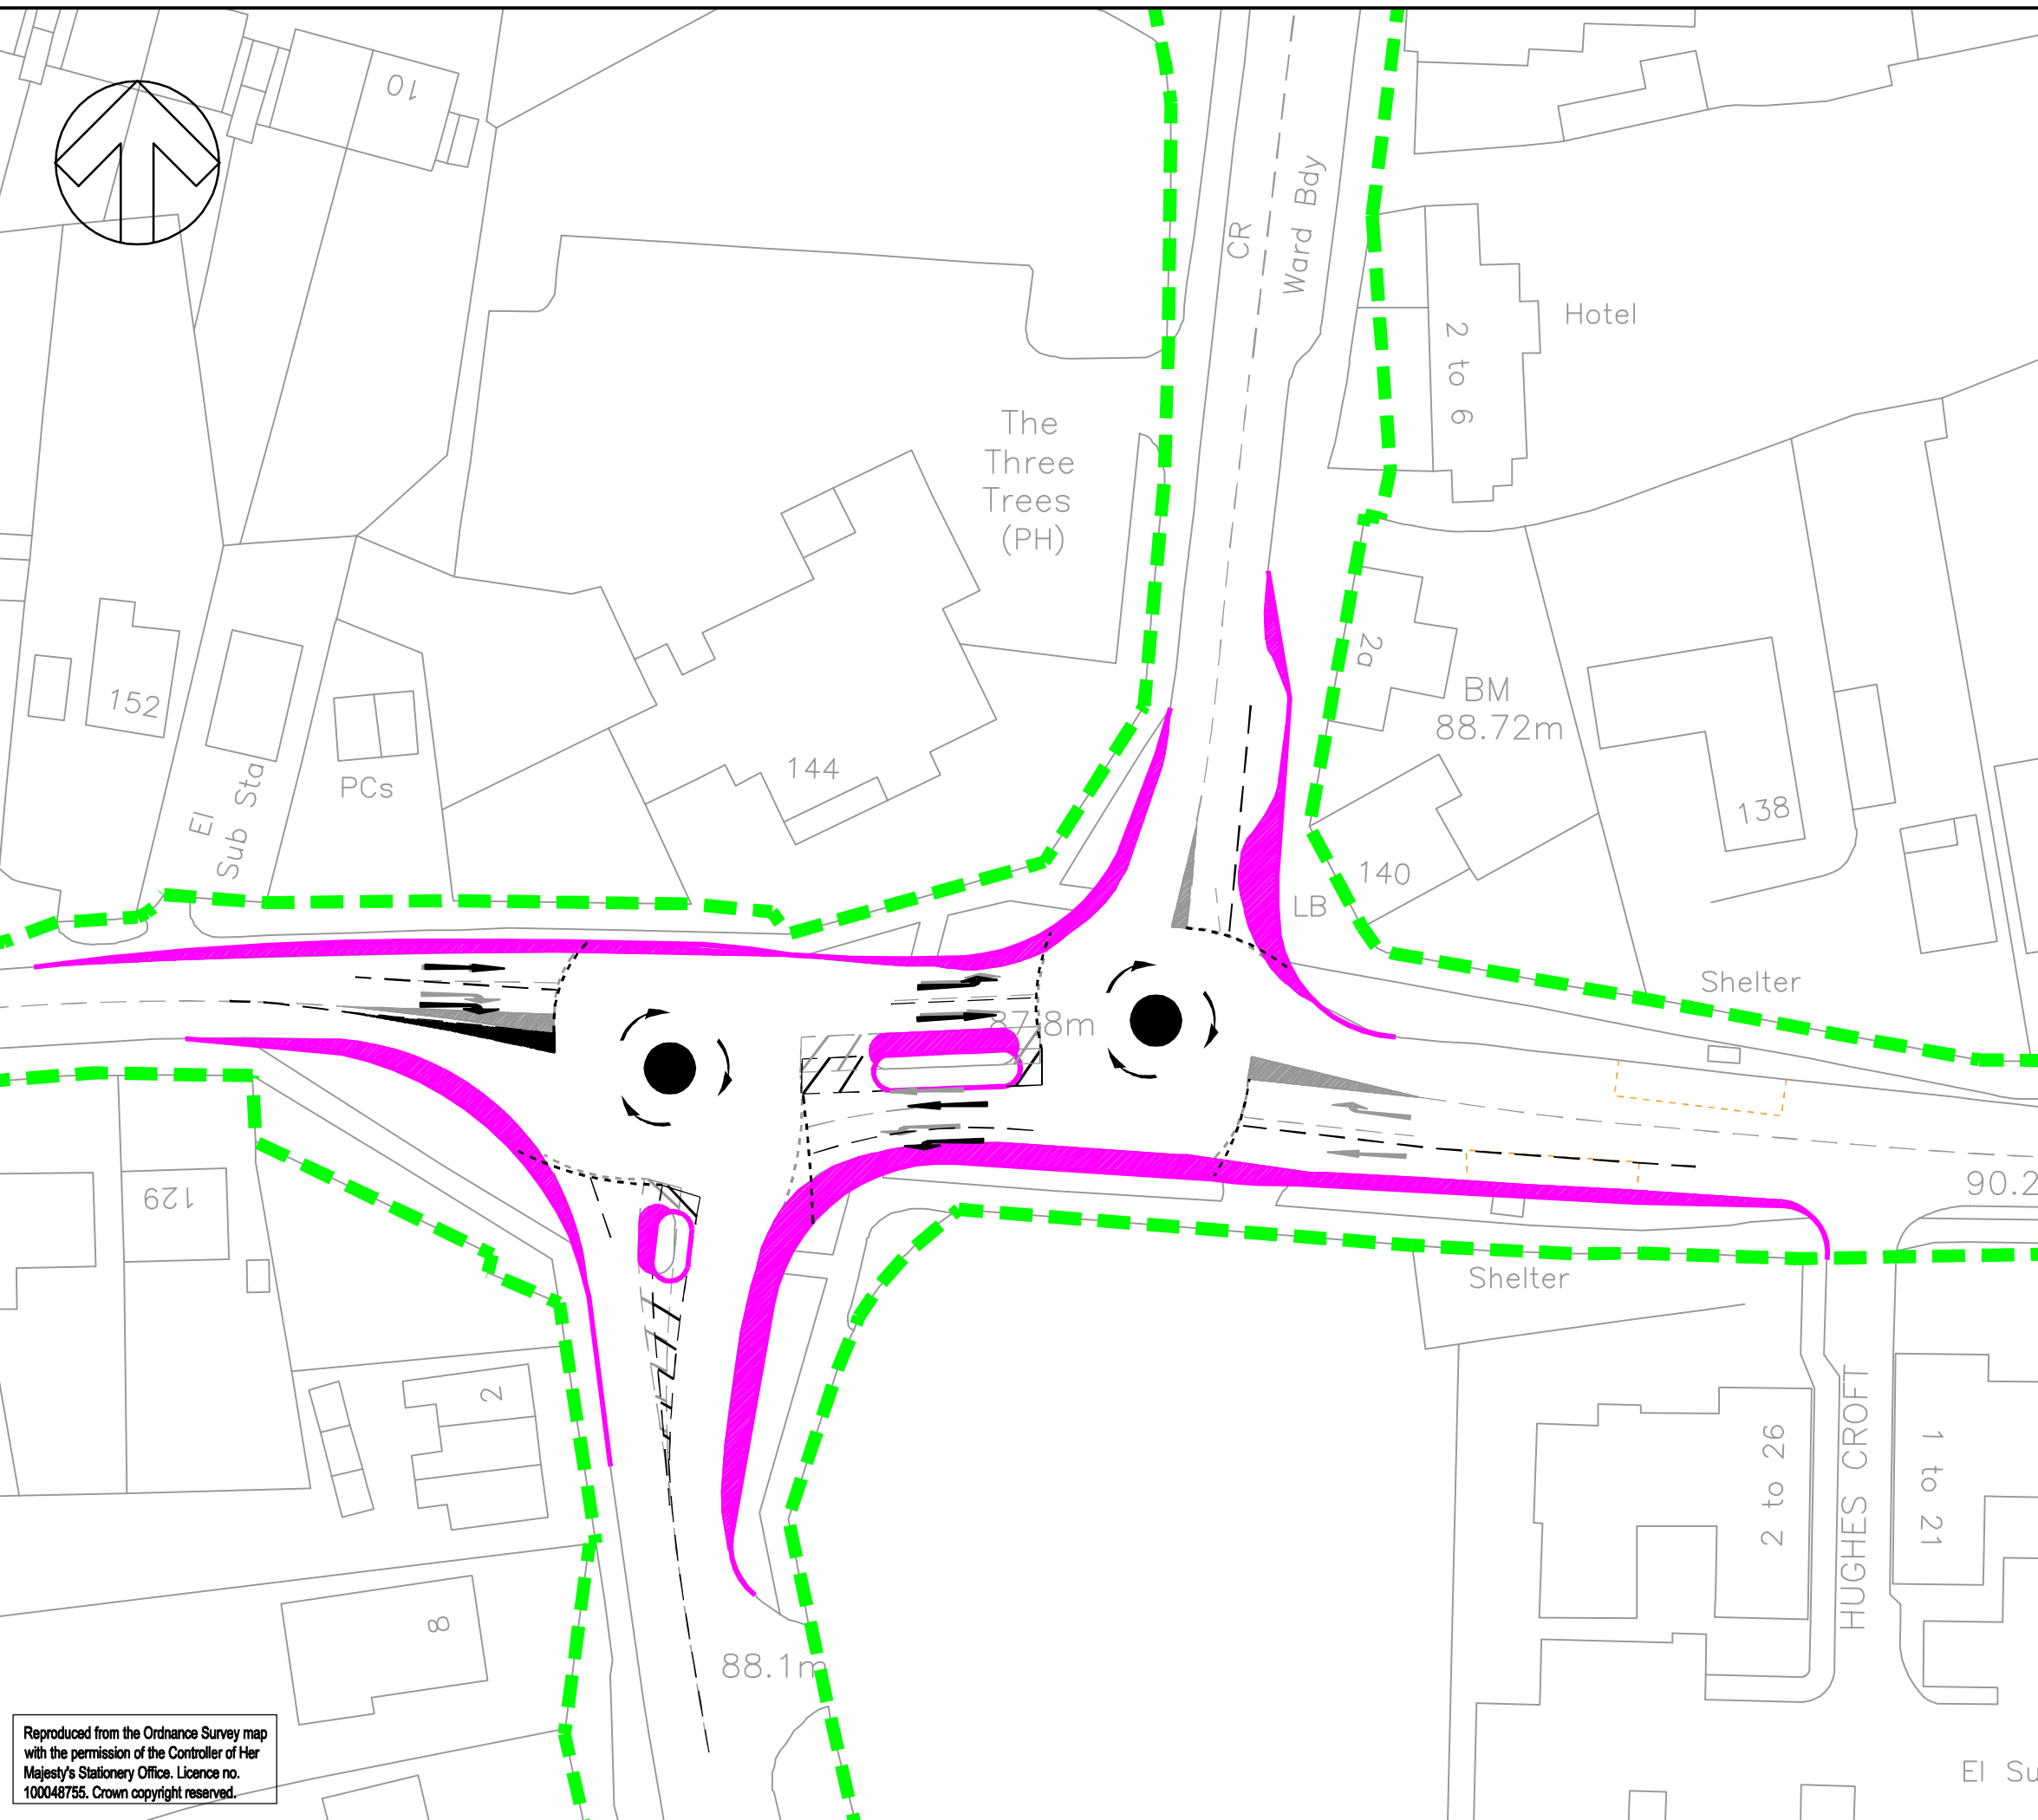 10
CR
Ward Bdy
Hotel
2 to 6
The
Three
Trees
(PH)
2a
BM
88.72m
152
144
PCs
El
Sub Sta
138
140
LB
Shelter
87.8m
129
90.2
Shelter
2
2 to 26
HUGHES CROFT
1 to 21
8
88.1m
El Su
Reproduced from the Ordnance Survey map
with the permission of the Controller of Her
Majesty's Stationery Office. Licence no.
100048755. Crown copyright reserved.